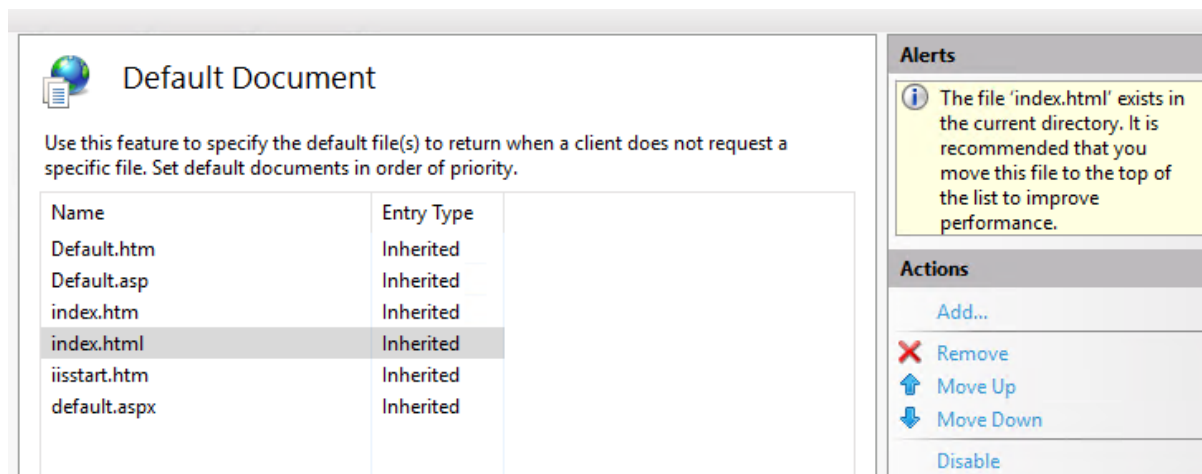 Default Document
Use this feature to specify the default file(s) to return when a client does not request a
specific file. Set default documents in order of priority.
Name Entry Type
Default.htm Inherited
Default.asp Inherited
index.htm Inherited
index.html Inherited
iisstart.htm Inherited
default.aspx Inherited
Alerts
The file 'index.html' exists in
the current directory. It is
recommended that you
move this file to the top of
the list to improve
performance.
Actions
Add...
Remove
Move Up
Move Down
Disable